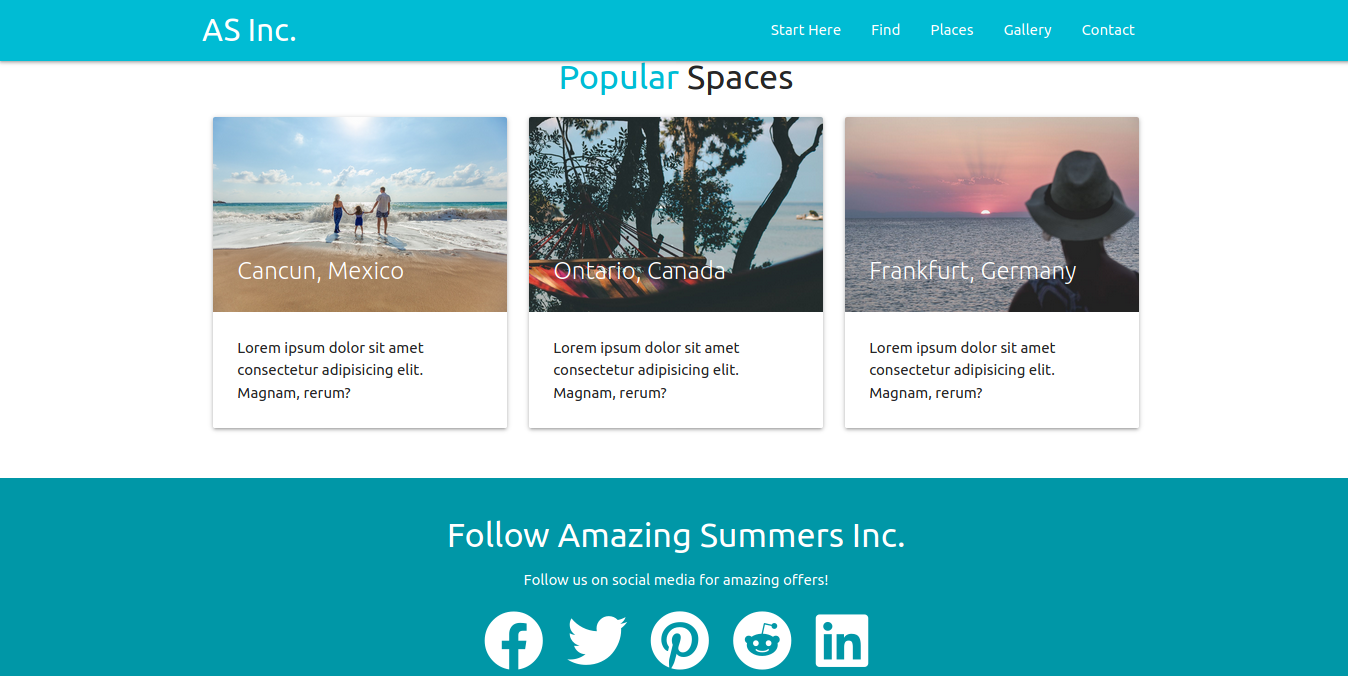 AS Inc.
Start Here
Find
Places
Gallery
Contact
Popular Spaces
Cancun, Mexico
Lorem ipsum dolor sit amet
consectetur adipisicing elit.
Magnam, rerum?
Ontario, Canada
Lorem ipsum dolor sit amet
consectetur adipisicing elit.
Magnam, rerum?
Frankfurt, Germany
Lorem ipsum dolor sit amet
consectetur adipisicing elit.
Magnam, rerum?
Follow Amazing Summers Inc.
Follow us on social media for amazing offers!